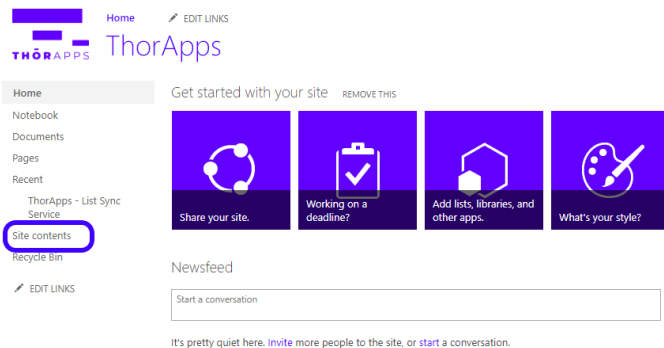 Home EDIT LINKS
THORAPPS
ThorApps
Home
Notebook
Documents
Pages
Recent
ThorApps - List Sync
Service
Site contents
Recycle Bin
EDIT LINKS
Get started with your site REMOVE THIS
Share your site.
Working on a
deadline?
Add lists, libraries, and
other apps.
What's your style?
Newsfeed
Start a conversation
It's pretty quiet here. Invite more people to the site, or start a conversation.